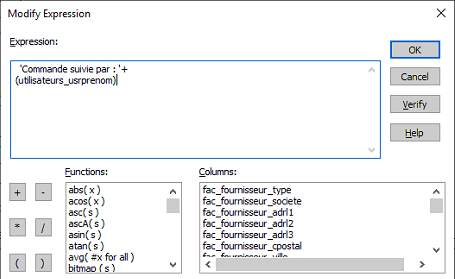 Modify Expression
Expression:
'Commande suivie par : '+
(utilisateurs_usrprenom)
OK
Cancel
Verify
Help
Functions:
Columns:
+ -
* /
( )
abs( x )
acos( x )
asc( s )
ascA( s )
asin( s )
atan( s )
avg( #x for all )
bitmap( s )
fac_fournisseur_type
fac_fournisseur_societe
fac_fournisseur_adrl1
fac_fournisseur_adrl2
fac_fournisseur_adrl3
fac_fournisseur_cpostal
fac_fournisseur_ville